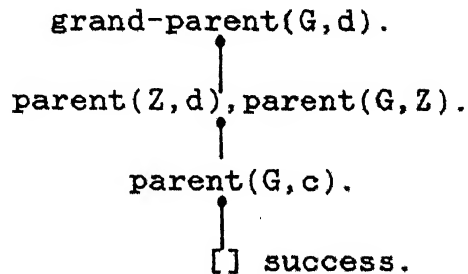 grand-parent(G,d).
parent(Z,d),parent(G,Z).
parent(G,c).
[] success.